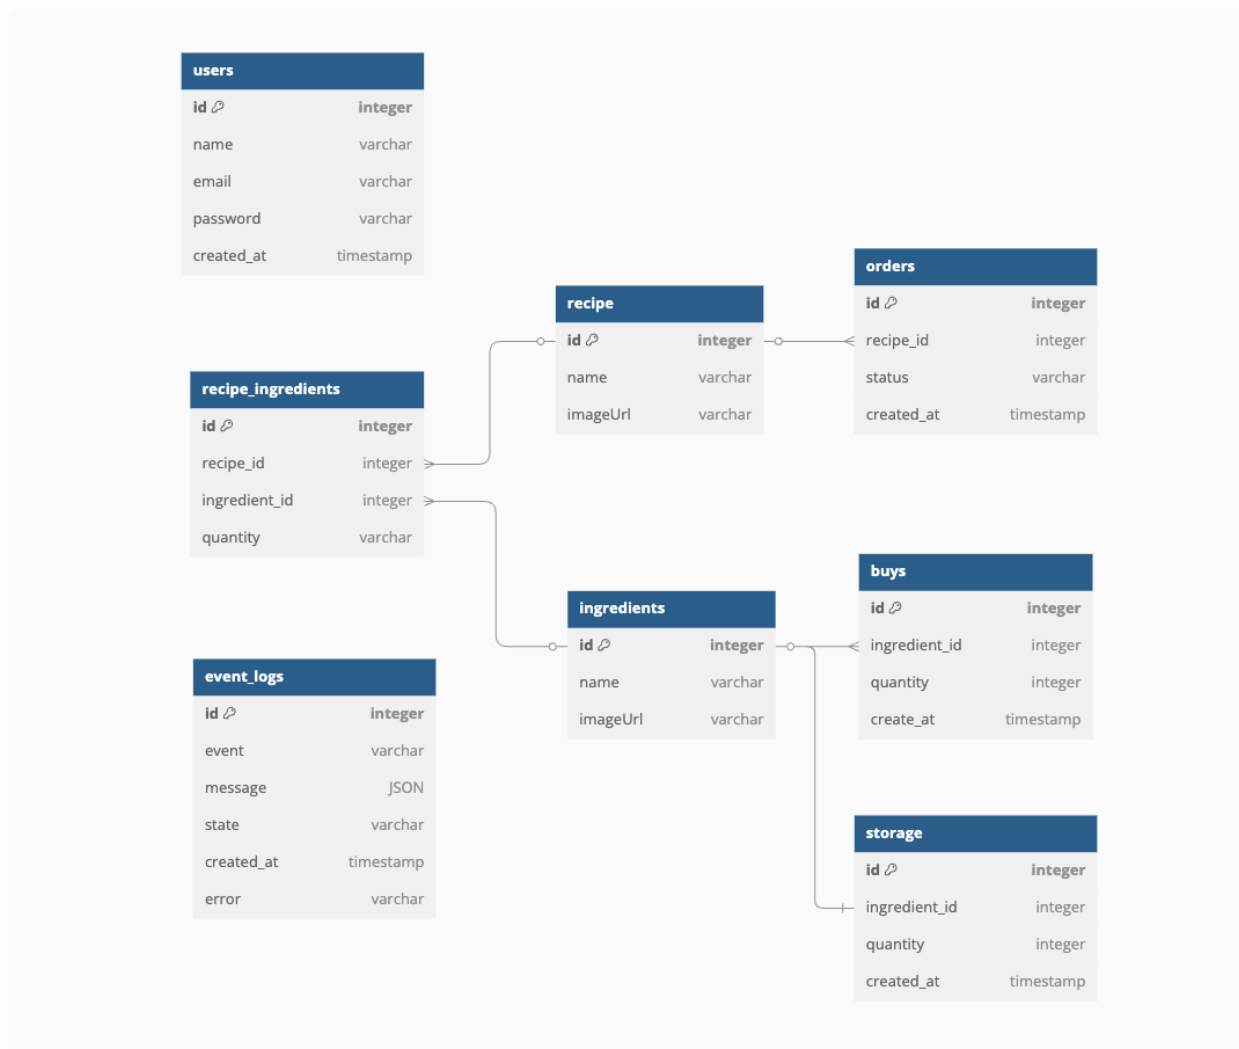 users
id integer
name varchar
email varchar
password varchar
created_at timestamp
recipe_ingredients
id integer
recipe_id integer
ingredient_id integer
quantity varchar
event_logs
id integer
event varchar
message JSON
state varchar
created_at timestamp
error varchar
recipe
id integer
name varchar
imageUrl varchar
ingredients
id integer
name varchar
imageUrl varchar
orders
id integer
recipe_id integer
status varchar
created_at timestamp
buys
id integer
ingredient_id integer
quantity integer
create_at timestamp
storage
id integer
ingredient_id integer
quantity integer
created_at timestamp